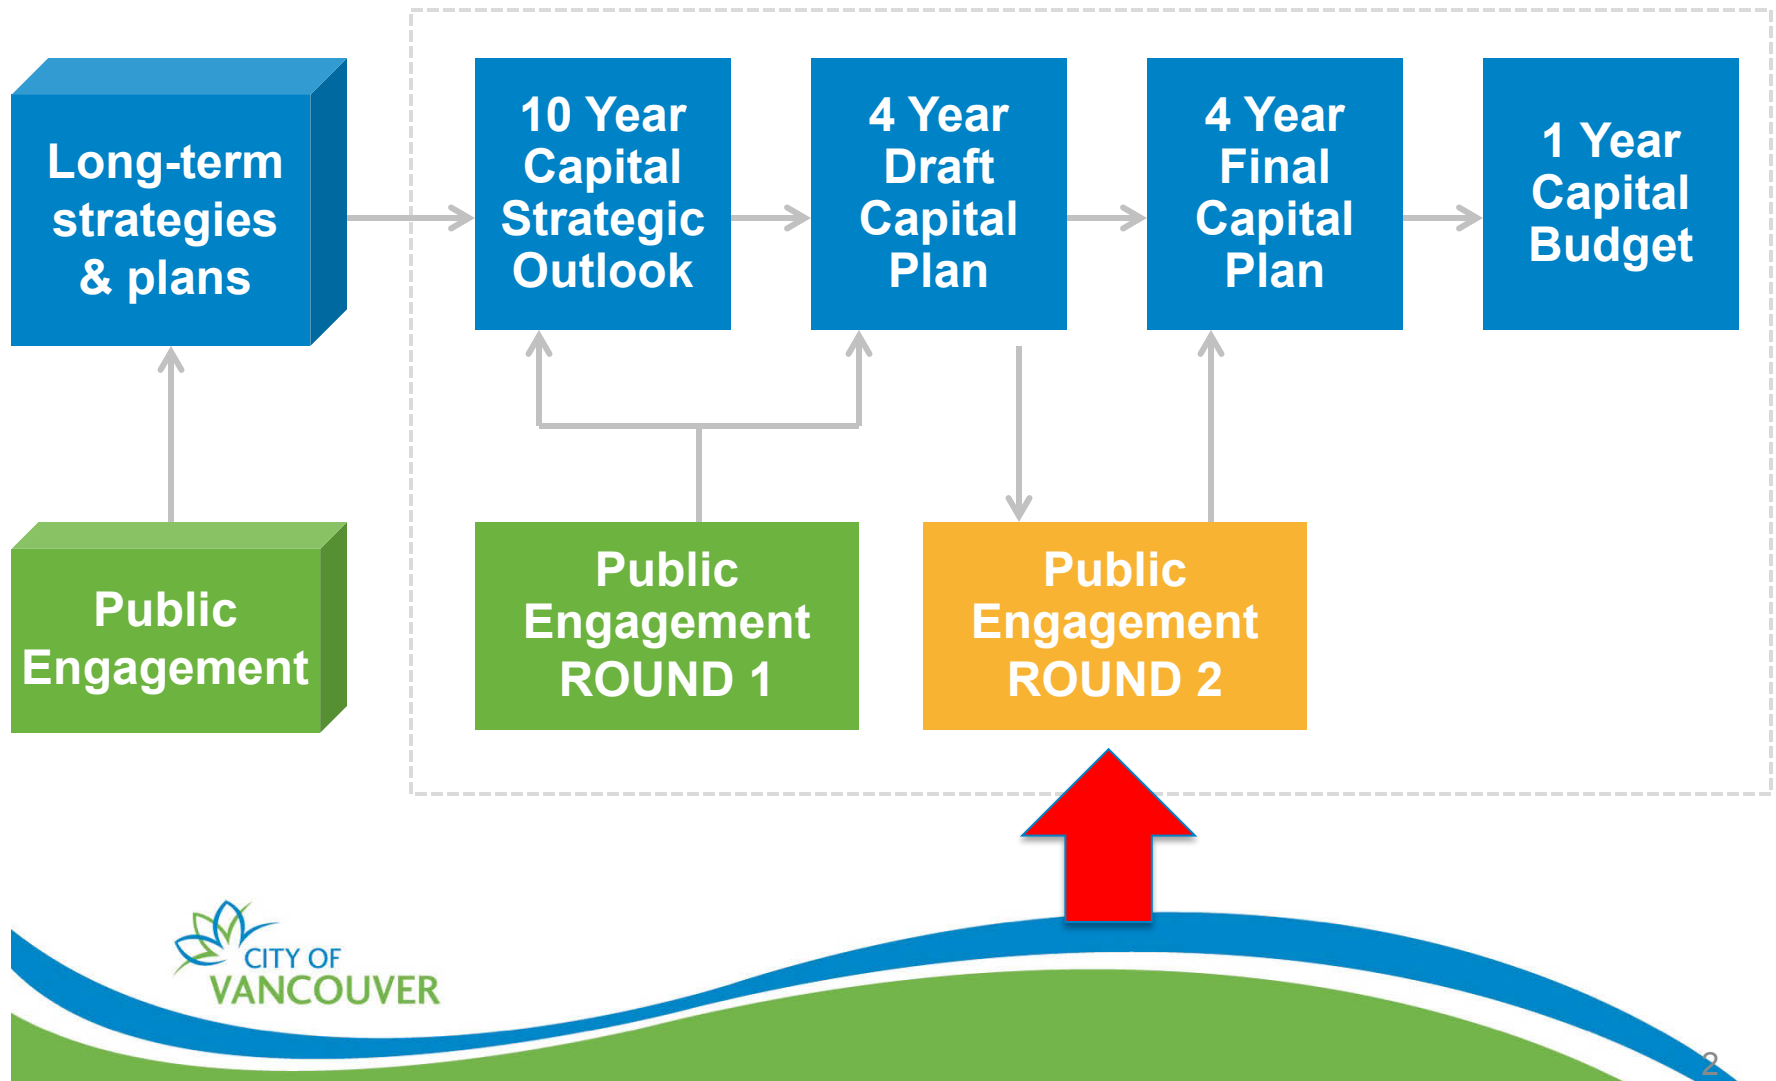 Long-term
strategies
& plans
10 Year
Capital
Strategic
Outlook
4 Year
Draft
Capital
Plan
4 Year
Final
Capital
Plan
1 Year
Capital
Budget
Public
Engagement
Public
Engagement
ROUND 1
Public
Engagement
ROUND 2
CITY OF
VANCOUVER
2